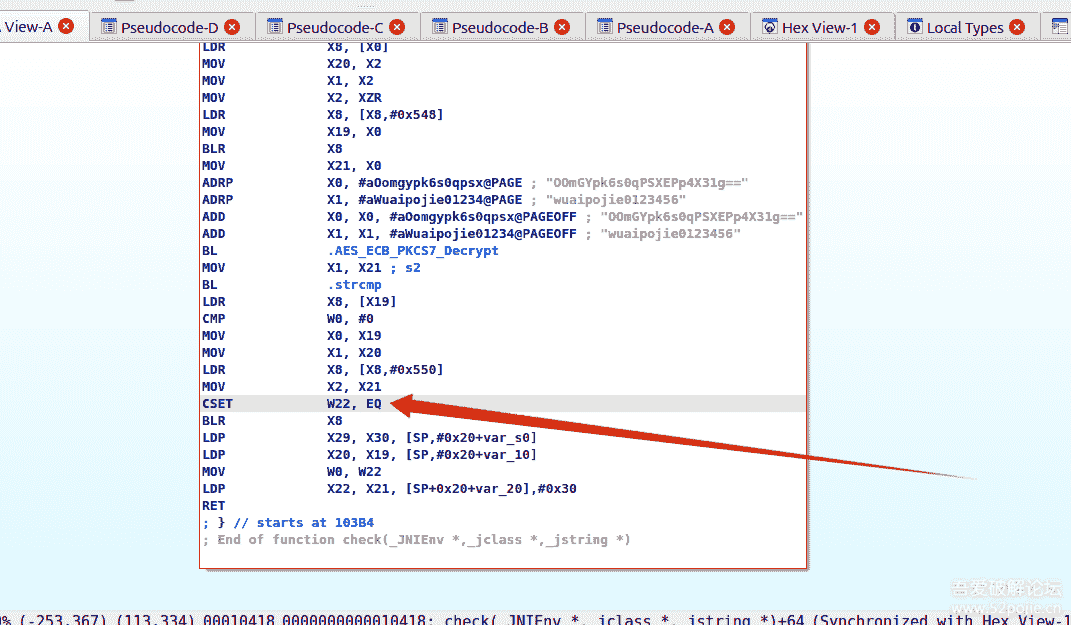 View-A Pseudocode-D Pseudocode-C Pseudocode-B Pseudocode-A Hex View-1 Local Types
LDR X8, [X0]
MOV X20, X2
MOV X1, X2
MOV X2, XZR
LDR X8, [X8,#0x548]
MOV X19, X0
BLR X8
MOV X21, X0
ADRP X0, #aOomgypk6s0qpsx@PAGE ; "OOmGYpk6s0qPSXEPp4X31g=="
ADRP X1, #aWuaipojie01234@PAGE ; "wuaipojie0123456"
ADD X0, X0, #aOomgypk6s0qpsx@PAGEOFF ; "OOmGYpk6s0qPSXEPp4X31g=="
ADD X1, X1, #aWuaipojie01234@PAGEOFF ; "wuaipojie0123456"
BL .AES_ECB_PKCS7_Decrypt
MOV X1, X21 ; s2
BL .strcmp
LDR X8, [X19]
CMP W0, #0
MOV X0, X19
MOV X1, X20
LDR X8, [X8,#0x550]
MOV X2, X21
CSET W22, EQ
BLR X8
LDP X29, X30, [SP,#0x20+var_s0]
LDP X20, X19, [SP,#0x20+var_10]
MOV W0, W22
LDP X22, X21, [SP+0x20+var_20],#0x30
RET
; } // starts at 103B4
; End of function check(_JNIEnv *,_jclass *,_jstring *)
吾爱破解论坛
www.52pojie.cn
% (-253,367) (113,334) 00010418 0000000000010418: check(_JNIEnv *,_jclass *,_jstring *)+64 (Synchronized with Hex View-1